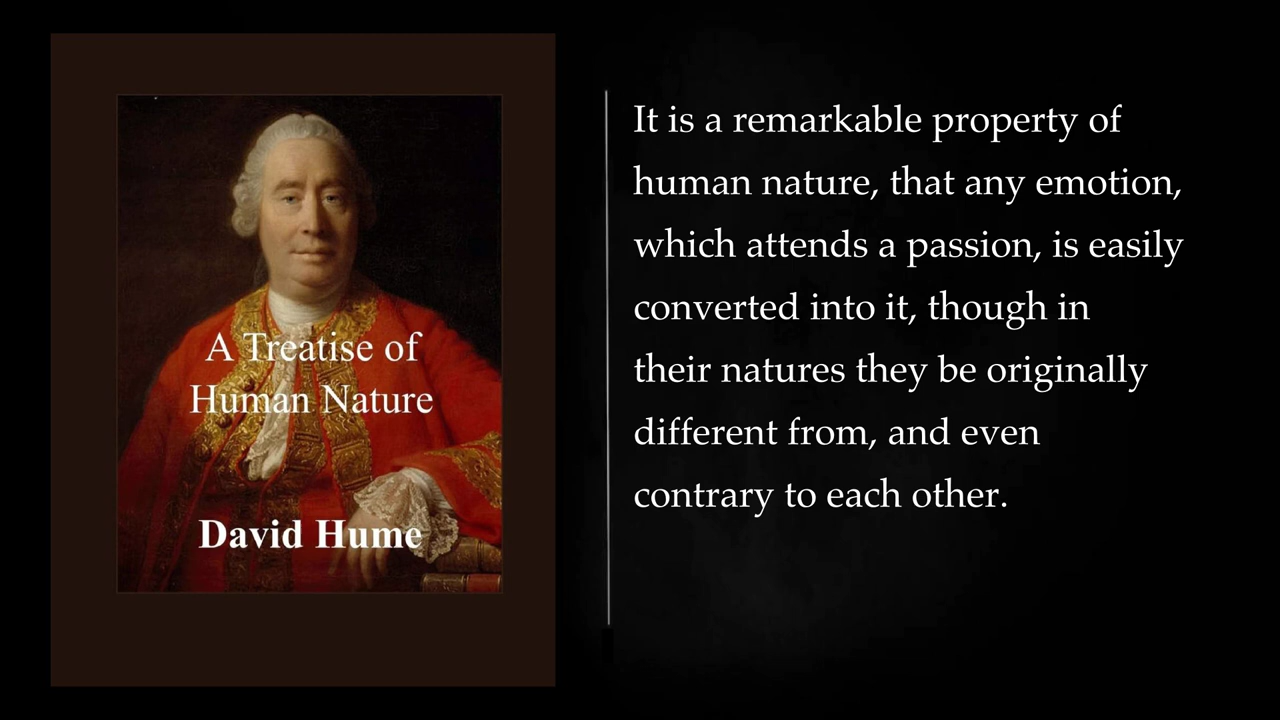 A Treatise of
Human Nature
David Hume
It is a remarkable property of
human nature, that any emotion,
which attends a passion, is easily
converted into it, though in
their natures they be originally
different from, and even
contrary to each other.